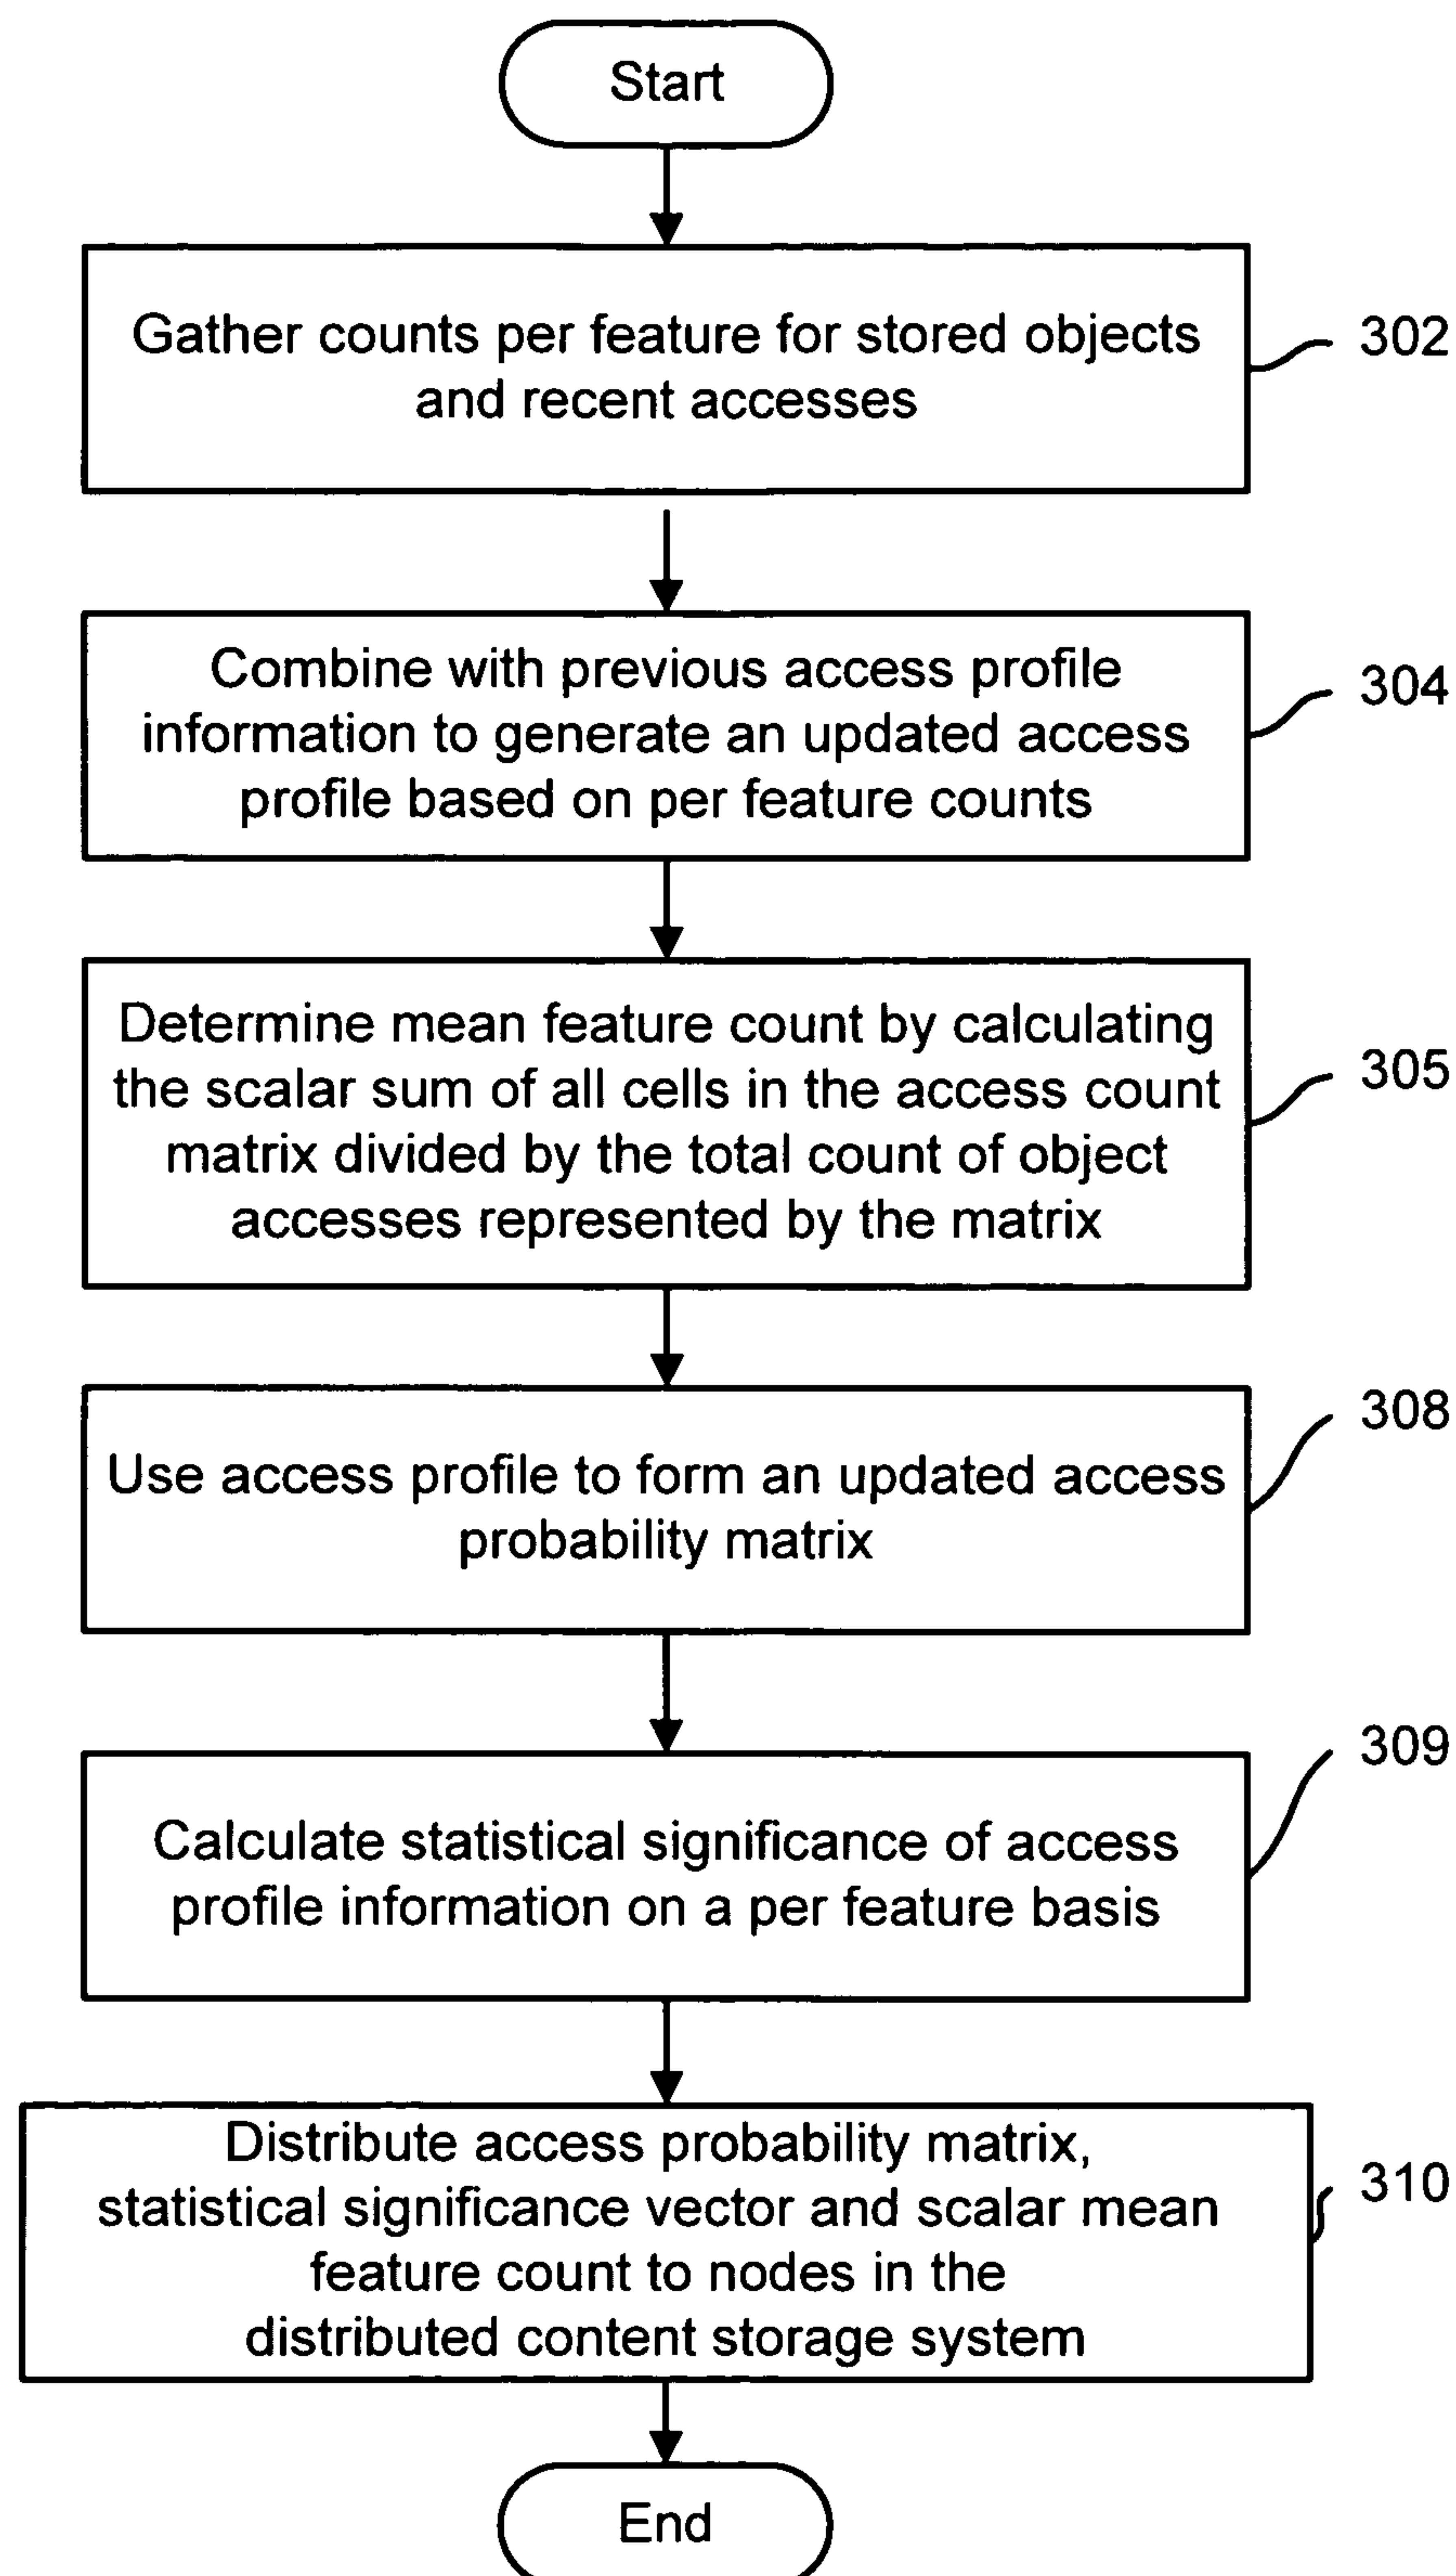 Start
Gather counts per feature for stored objects
and recent accesses
302
Combine with previous access profile
information to generate an updated access
profile based on per feature counts
304
Determine mean feature count by calculating
the scalar sum of all cells in the access count
matrix divided by the total count of object
accesses represented by the matrix
305
Use access profile to form an updated access
probability matrix
308
Calculate statistical significance of access
profile information on a per feature basis
309
Distribute access probability matrix,
statistical significance vector and scalar mean
feature count to nodes in the
distributed content storage system
310
End